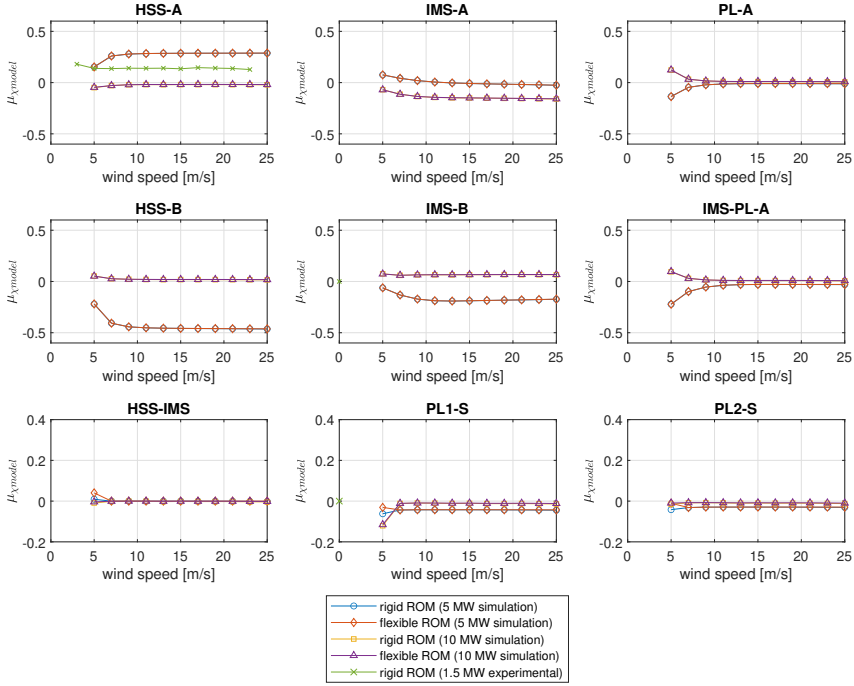 HSS-A
IMS-A
PL-A
0.5
0
-0.5
μχmodel
0 5 10 15 20 25
wind speed [m/s]
0.5
0
-0.5
μχmodel
0 5 10 15 20 25
wind speed [m/s]
0.5
0
-0.5
μχmodel
0 5 10 15 20 25
wind speed [m/s]
HSS-B
IMS-B
IMS-PL-A
0.5
0
-0.5
μχmodel
0 5 10 15 20 25
wind speed [m/s]
0.5
0
-0.5
μχmodel
0 5 10 15 20 25
wind speed [m/s]
0.5
0
-0.5
μχmodel
0 5 10 15 20 25
wind speed [m/s]
HSS-IMS
PL1-S
PL2-S
0.4
0.2
0
-0.2
μχmodel
0 5 10 15 20 25
wind speed [m/s]
0.4
0.2
0
-0.2
μχmodel
0 5 10 15 20 25
wind speed [m/s]
0.4
0.2
0
-0.2
μχmodel
0 5 10 15 20 25
wind speed [m/s]
rigid ROM (5 MW simulation)
flexible ROM (5 MW simulation)
rigid ROM (10 MW simulation)
flexible ROM (10 MW simulation)
rigid ROM (1.5 MW experimental)